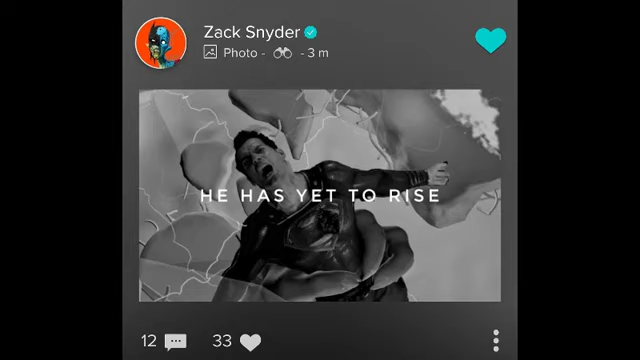 Zack Snyder
Photo - - 3 m
HE HAS YET TO RISE
12 33